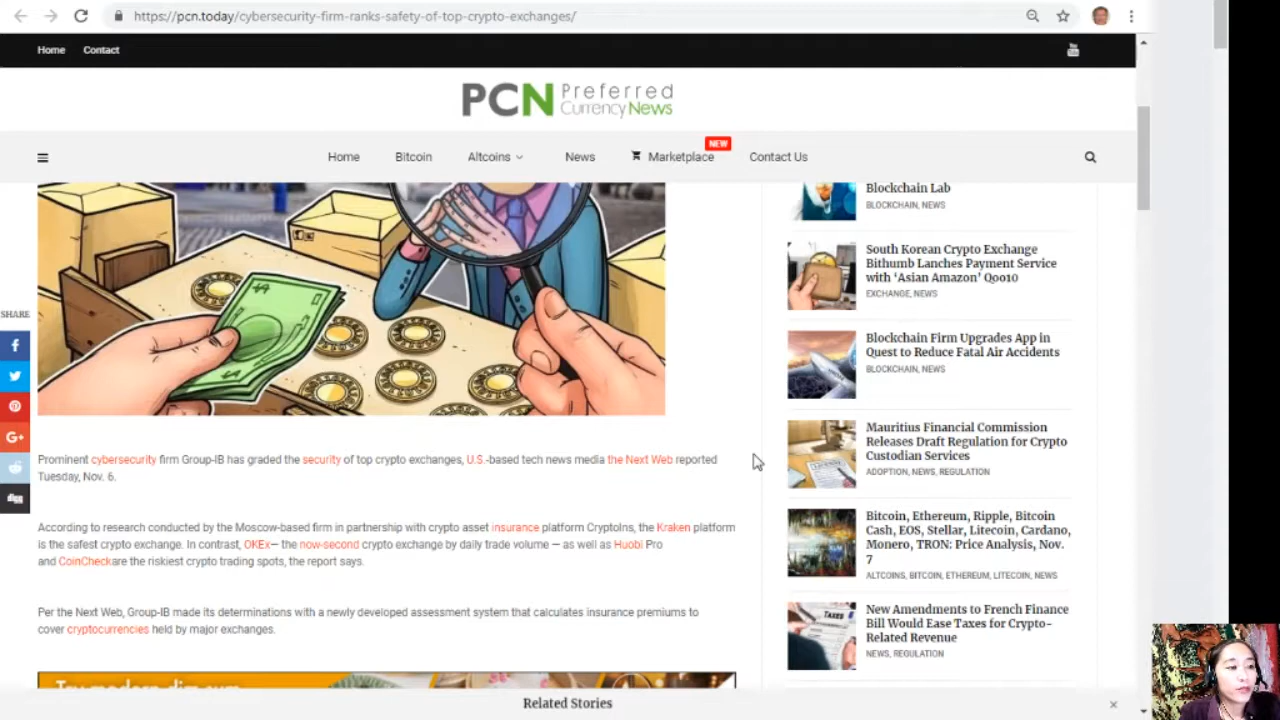 https://pcn.today/cybersecurity-firm-ranks-safety-of-top-crypto-exchanges/
Home Contact
You
PCN Preferred
Currency News
Home Bitcoin Altcoins News Marketplace NEW Contact Us
SHARE
G+
digg
Prominent cybersecurity firm Group-IB has graded the security of top crypto exchanges, U.S.-based tech news media the Next Web reported
Tuesday, Nov. 6.
According to research conducted by the Moscow-based firm in partnership with crypto asset insurance platform CryptoIns, the Kraken platform
is the safest crypto exchange. In contrast, OKEx— the now-second crypto exchange by daily trade volume — as well as Huobi Pro
and CoinCheckare the riskiest crypto trading spots, the report says.
Per the Next Web, Group-IB made its determinations with a newly developed assessment system that calculates insurance premiums to
cover cryptocurrencies held by major exchanges.
Try modern dim sum
Blockchain Lab
BLOCKCHAIN, NEWS
South Korean Crypto Exchange
Bithumb Lanches Payment Service
with ‘Asian Amazon’ Qoo10
EXCHANGE, NEWS
Blockchain Firm Upgrades App in
Quest to Reduce Fatal Air Accidents
BLOCKCHAIN, NEWS
Mauritius Financial Commission
Releases Draft Regulation for Crypto
Custodian Services
ADOPTION, NEWS, REGULATION
Bitcoin, Ethereum, Ripple, Bitcoin
Cash, EOS, Stellar, Litecoin, Cardano,
Monero, TRON: Price Analysis, Nov.
7
ALTCOINS, BITCOIN, ETHEREUM, LITECOIN, NEWS
TAXES
New Amendments to French Finance
Bill Would Ease Taxes for Crypto-
Related Revenue
NEWS, REGULATION
Related Stories